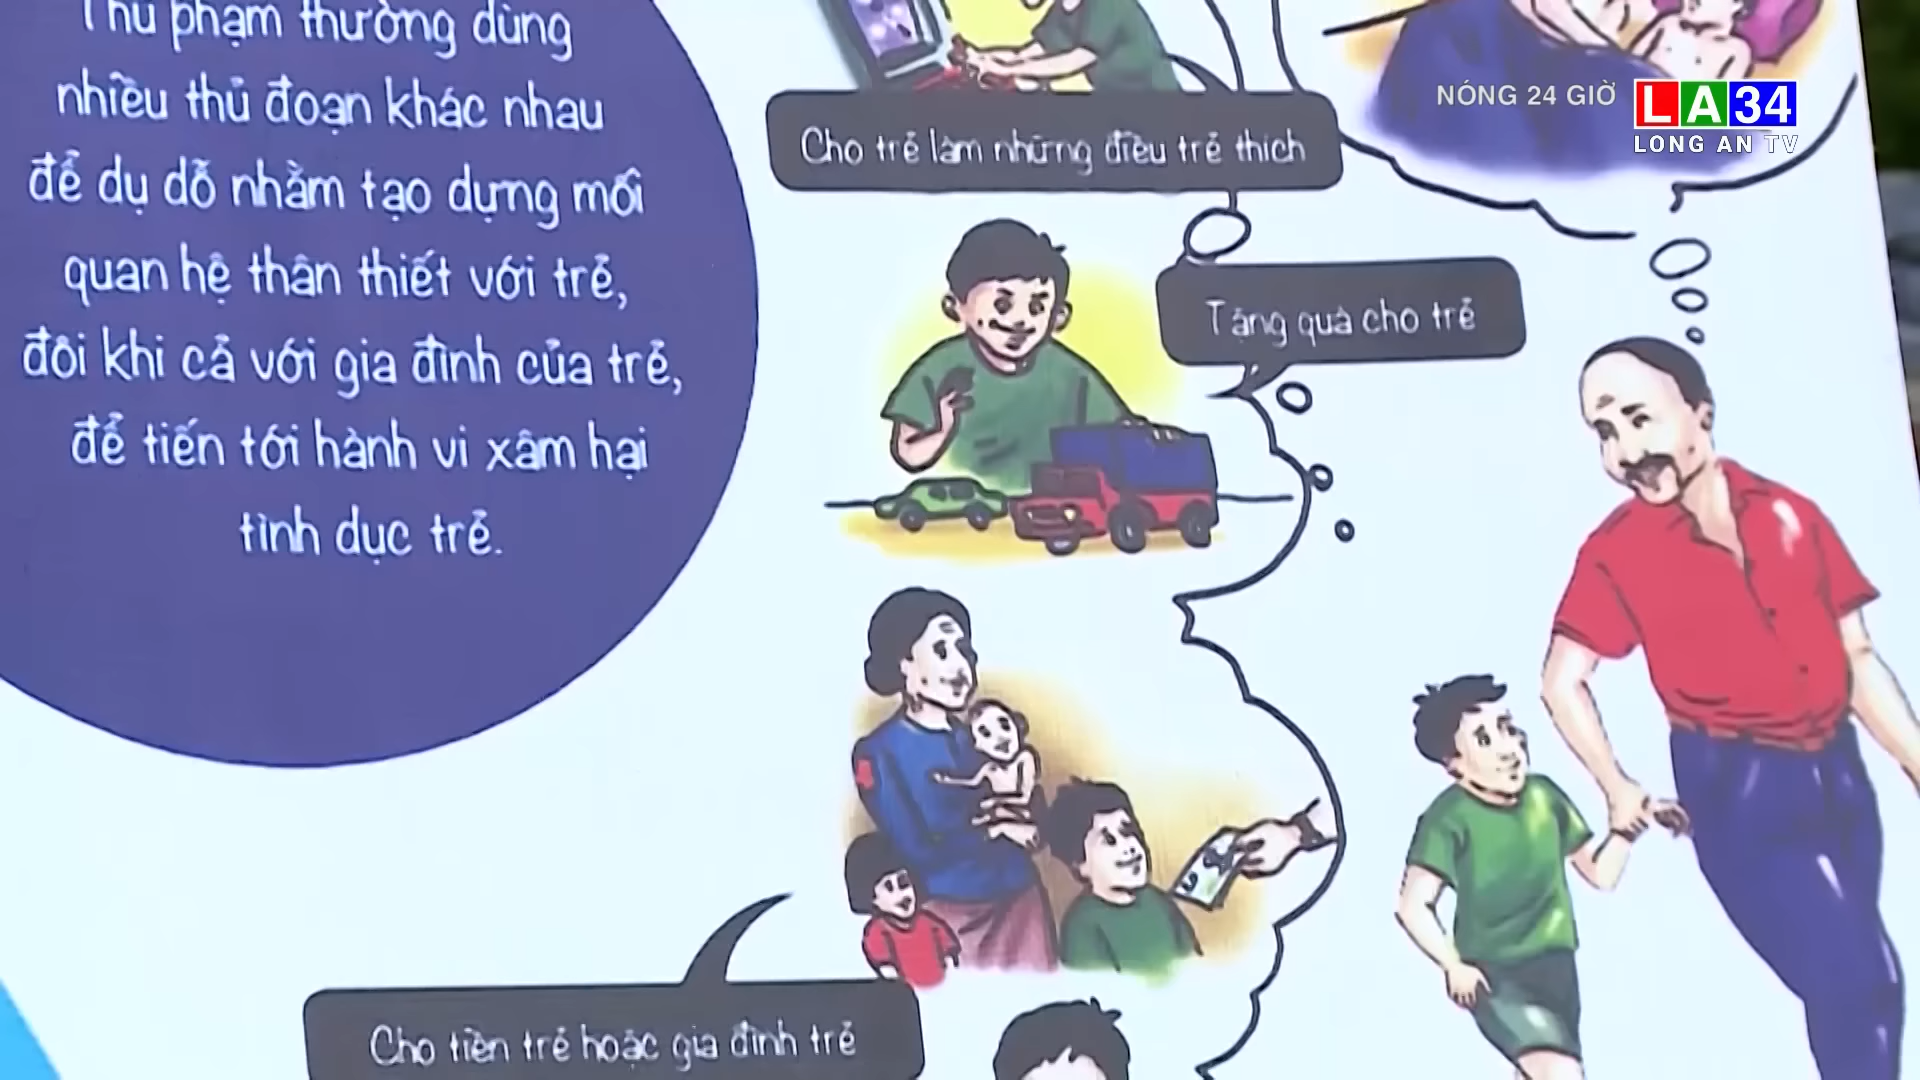 Thủ phạm thường dùng
nhiều thủ đoạn khác nhau
để dụ dỗ nhằm tạo dựng mối
quan hệ thân thiết với trẻ,
đôi khi cả với gia đình của trẻ,
để tiến tới hành vi xâm hại
tình dục trẻ.
Cho trẻ làm những điều trẻ thích
Tặng quà cho trẻ
Cho tiền trẻ hoặc gia đình trẻ
NÓNG 24 GIỜ
LA34
LONG AN TV